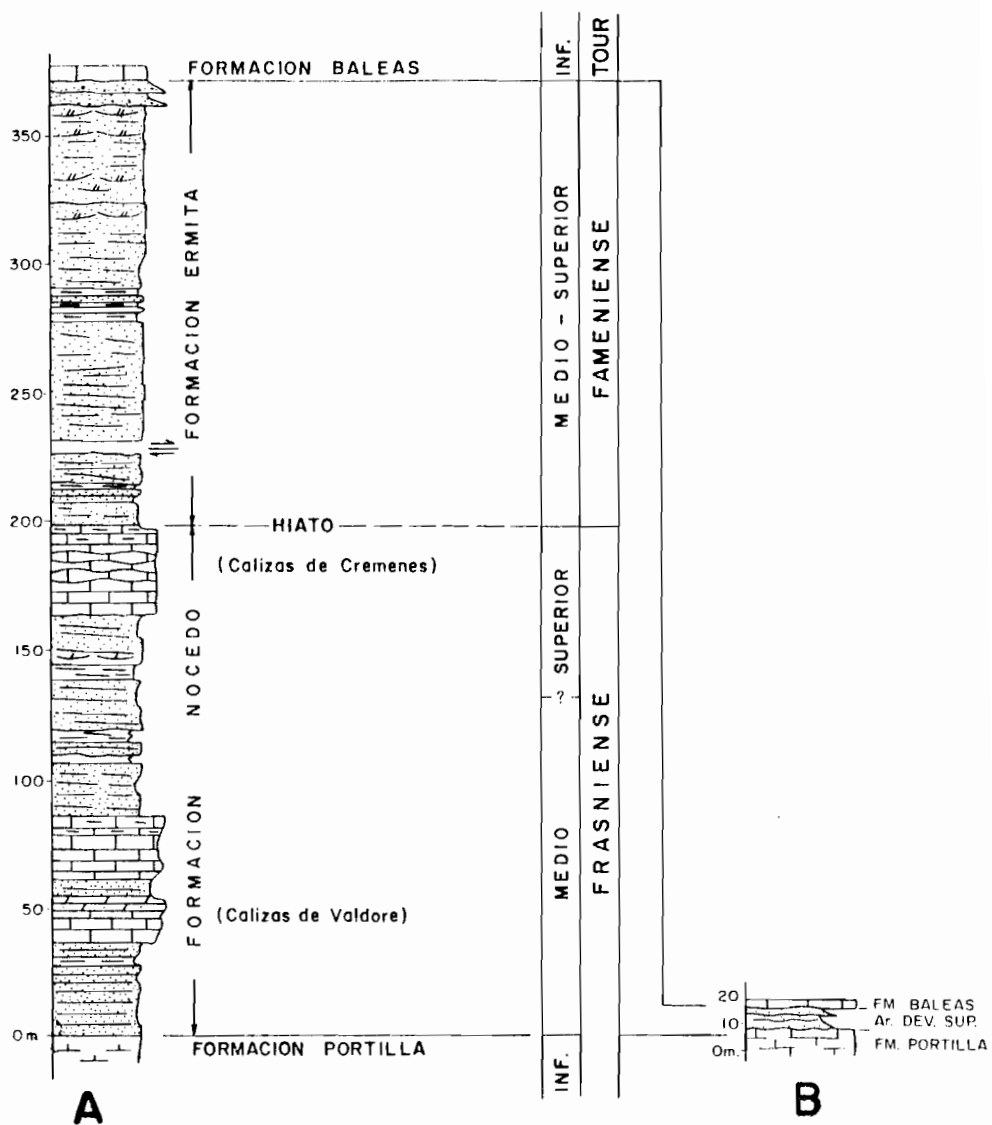 INF.
TOUR
FORMACION BALEAS
350
300
250
200
150
100
50
0m
FORMACION ERMITA
HIATO
(Calizas de Cremenes)
FORMACION NOCEDO
(Calizas de Valdore)
FORMACION PORTILLA
MEDIO - SUPERIOR
FAMENIENSE
SUPERIOR
?
MEDIO
FRASNIENSE
INF.
20
10
0m.
FM BALEAS
Ar. DEV. SUP.
FM. PORTILLA
A
B